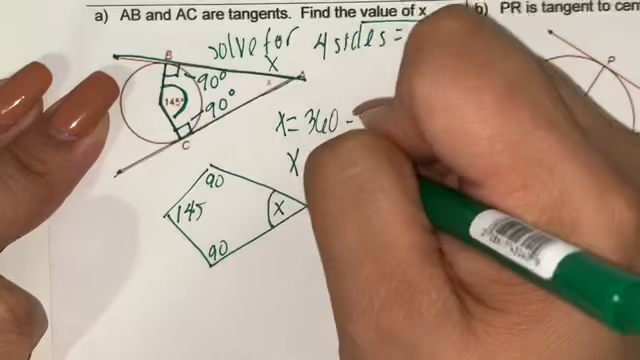 a) AB and AC are tangents. Find the value of x
b) PR is tangent to cen
solve for 4 sides =
B
x
A
90°
x
145°
90°
C
P
x = 360 -
x
90
145
x
90